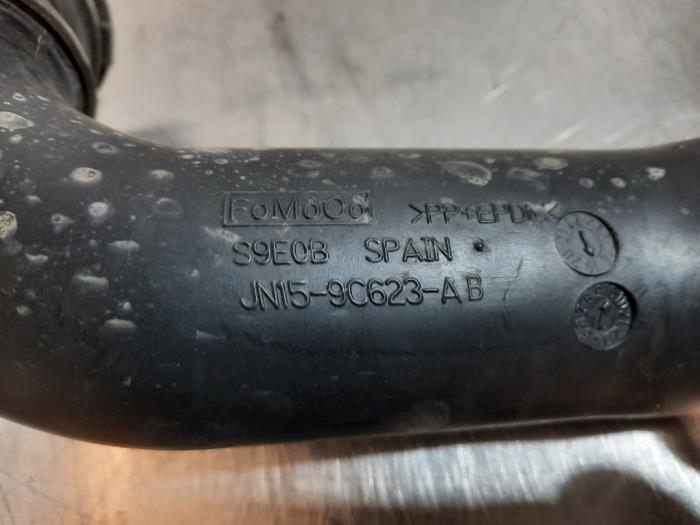 FoMoCo >PP+EPDM<
S9E0B SPAIN
JN15-9C623-AB